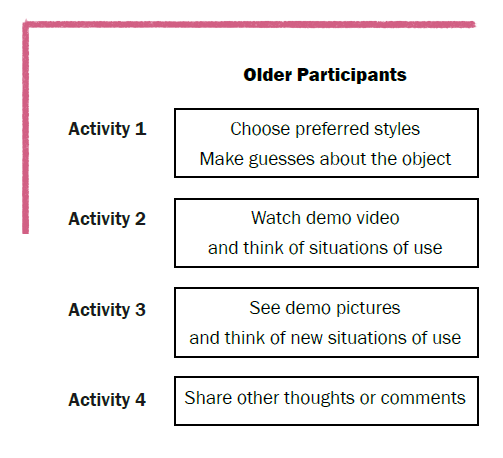 Older Participants
Activity 1
Choose preferred styles
Make guesses about the object
Activity 2
Watch demo video
and think of situations of use
Activity 3
See demo pictures
and think of new situations of use
Activity 4
Share other thoughts or comments